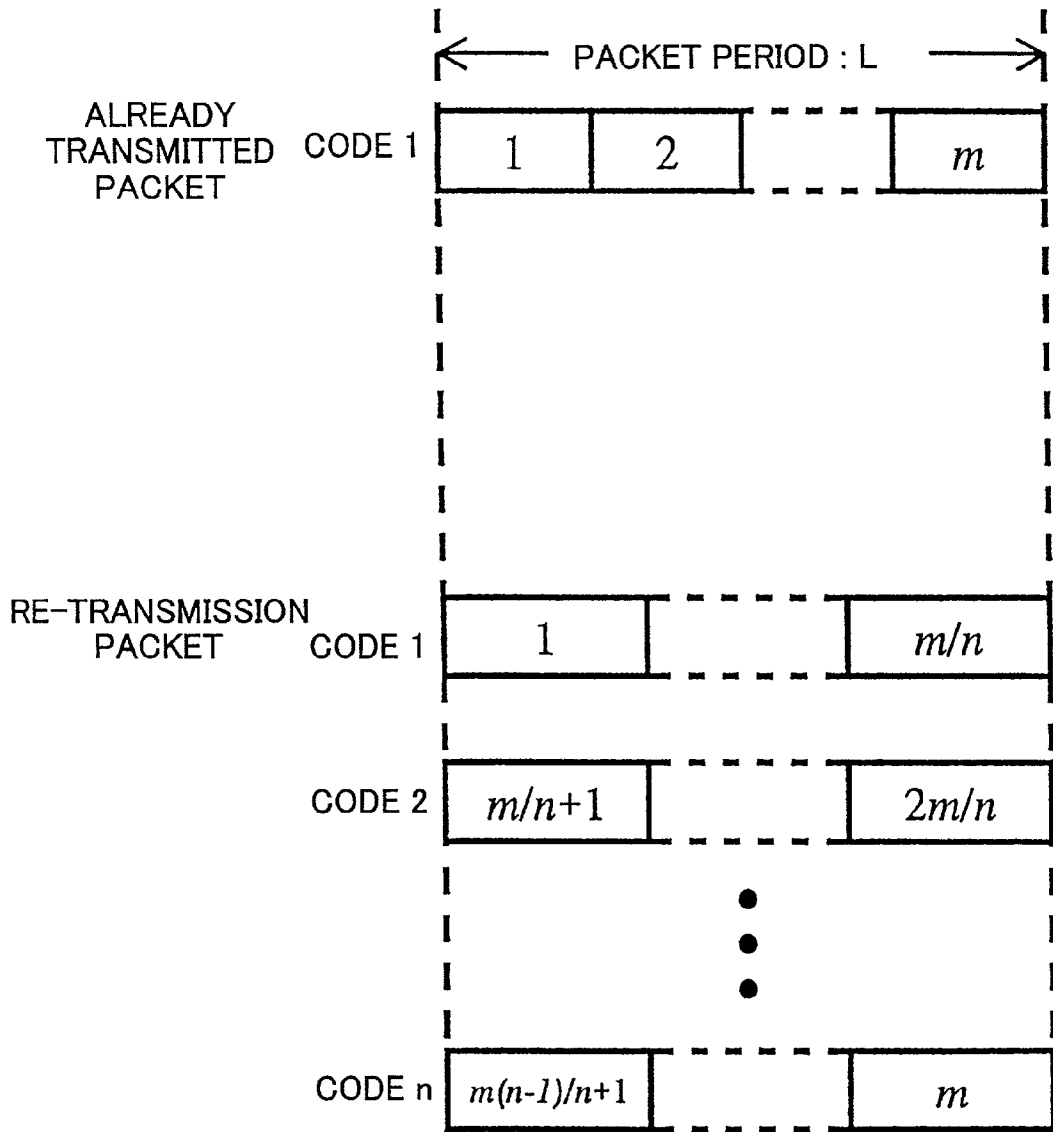 PACKET PERIOD : L
ALREADY
TRANSMITTED
PACKET
CODE 1 1 2 m
RE-TRANSMISSION
PACKET
CODE 1 1 m/n
CODE 2 m/n+1 2m/n
CODE n m(n-1)/n+1 m